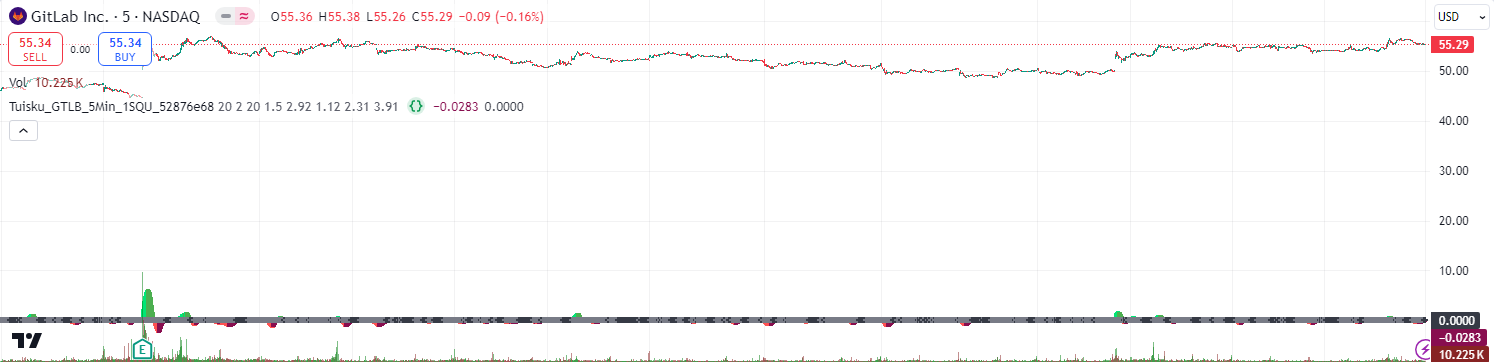 GitLab Inc. · 5 · NASDAQ O55.36 H55.38 L55.26 C55.29 −0.09 (−0.16%)
USD
55.34 SELL
0.00
55.34 BUY
55.29
50.00
Vol 10.225 K
Tuisku_GTLB_5Min_1SQU_52876e68 20 2 20 1.5 2.92 1.12 2.31 3.91 {} −0.0283 0.0000
40.00
30.00
20.00
10.00
0.0000
−0.0283
E
10.225 K